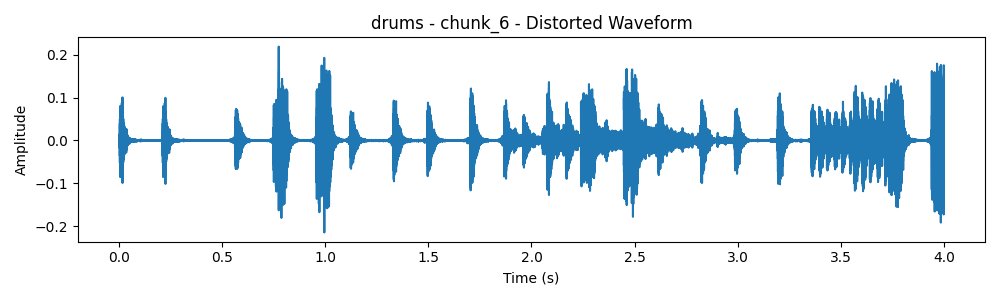 drums - chunk_6 - Distorted Waveform
Amplitude
0.2
0.1
0.0
−0.1
−0.2
0.0 0.5 1.0 1.5 2.0 2.5 3.0 3.5 4.0
Time (s)